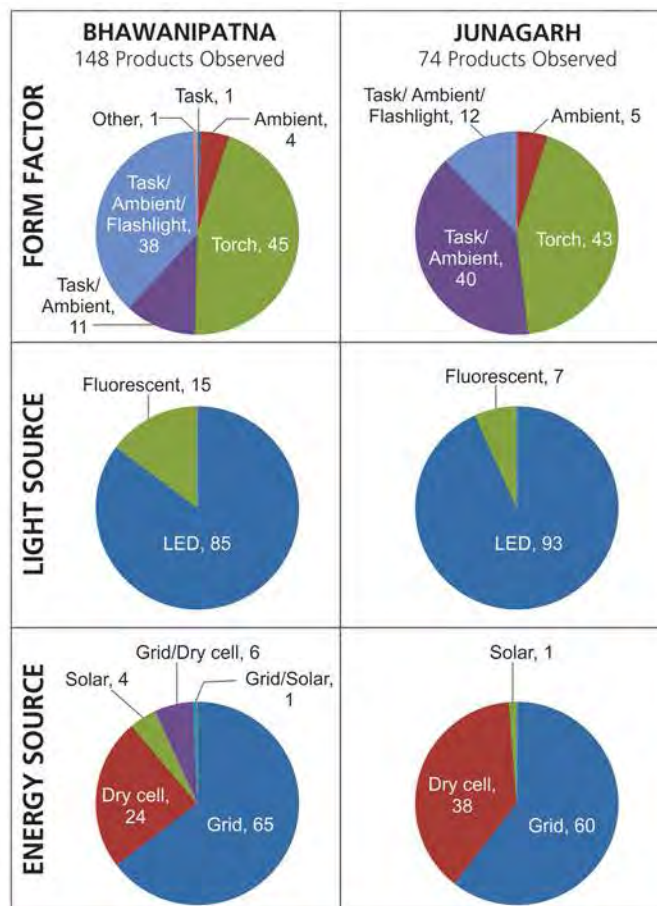 BHAWANIPATNA
148 Products Observed
JUNAGARH
74 Products Observed
FORM FACTOR
Task, 1
Other, 1
Ambient,
4
Task/
Ambient/
Flashlight,
38
Torch, 45
Task/
Ambient,
11
Task/ Ambient/
Flashlight, 12
Ambient, 5
Torch, 43
Task/
Ambient,
40
LIGHT SOURCE
Fluorescent, 15
LED, 85
Fluorescent, 7
LED, 93
ENERGY SOURCE
Grid/Dry cell, 6
Solar, 4
Grid/Solar,
1
Dry cell,
24
Grid, 65
Solar, 1
Dry cell,
38
Grid, 60